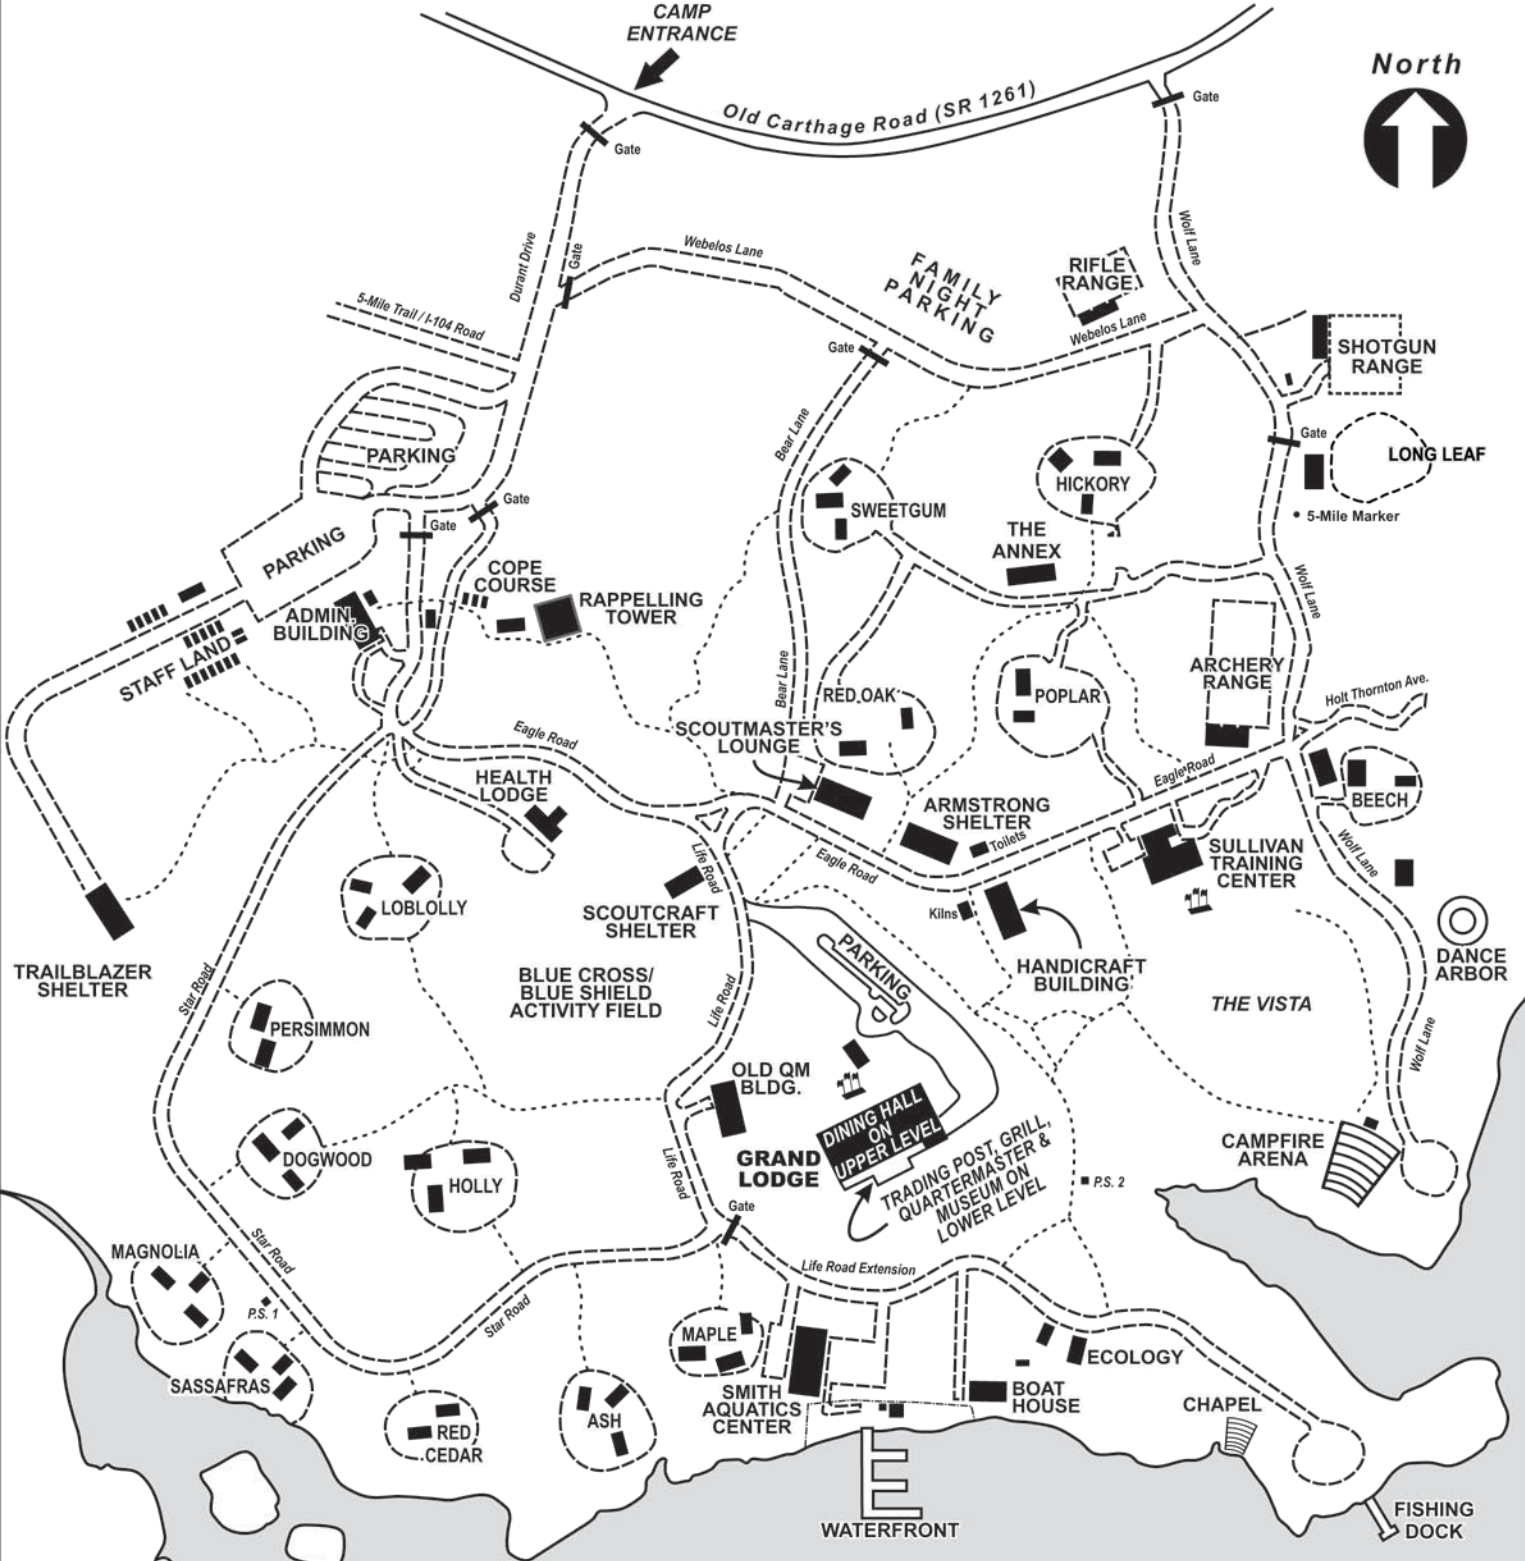 CAMP
ENTRANCE
North
Old Carthage Road (SR 1261)
Gate
Gate
Durant Drive
Gate
Webelos Lane
Wolf Lane
FAMILY
NIGHT
PARKING
RIFLE
RANGE
5-Mile Trail / I-104 Road
Webelos Lane
Gate
SHOTGUN
RANGE
Bear Lane
PARKING
Gate
LONG LEAF
HICKORY
Gate
SWEETGUM
5-Mile Marker
Gate
THE
ANNEX
PARKING
COPE
COURSE
RAPPELLING
TOWER
Wolf Lane
ADMIN.
BUILDING
STAFF LAND
Bear Lane
ARCHERY
RANGE
RED OAK
POPLAR
Holt Thornton Ave.
SCOUTMASTER'S
LOUNGE
Eagle Road
HEALTH
LODGE
Eagle Road
BEECH
ARMSTRONG
SHELTER
Toilets
Life Road
Eagle Road
SULLIVAN
TRAINING
CENTER
Wolf Lane
LOBLOLLY
SCOUTCRAFT
SHELTER
Kilns
DANCE
ARBOR
TRAILBLAZER
SHELTER
Star Road
BLUE CROSS/
BLUE SHIELD
ACTIVITY FIELD
Life Road
PARKING
HANDICRAFT
BUILDING
THE VISTA
PERSIMMON
Wolf Lane
OLD QM
BLDG.
DINING HALL
ON
UPPER LEVEL
GRAND
LODGE
TRADING POST, GRILL,
QUARTERMASTER &
MUSEUM ON
LOWER LEVEL
CAMPFIRE
ARENA
DOGWOOD
HOLLY
Life Road
P.S. 2
Gate
MAGNOLIA
Star Road
Life Road Extension
P.S. 1
Star Road
MAPLE
ECOLOGY
SASSAFRAS
SMITH
AQUATICS
CENTER
BOAT
HOUSE
CHAPEL
ASH
RED
CEDAR
WATERFRONT
FISHING
DOCK